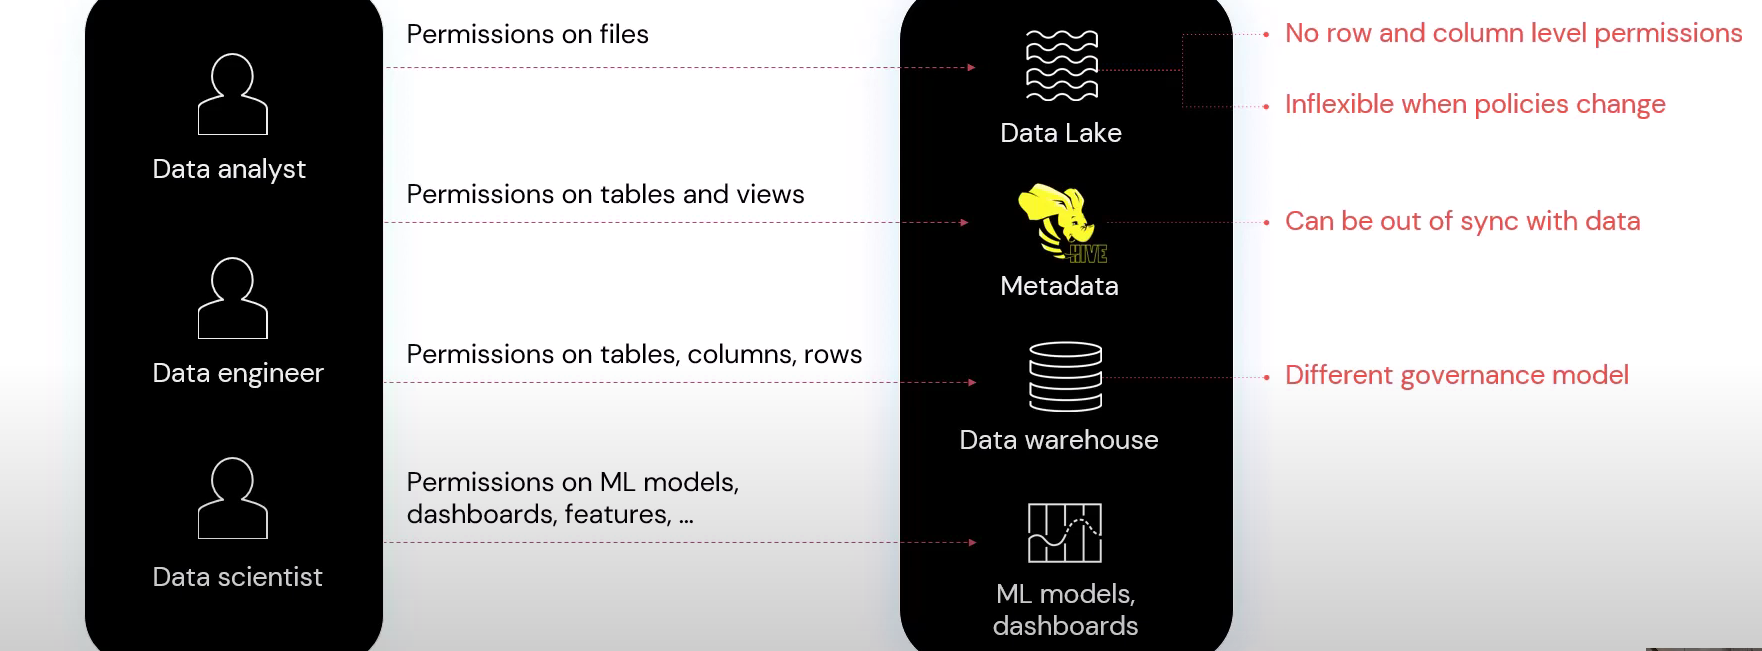 Permissions on files
No row and column level permissions
Inflexible when policies change
Data Lake
Data analyst
Permissions on tables and views
Can be out of sync with data
HIVE
Metadata
Permissions on tables, columns, rows
Different governance model
Data engineer
Data warehouse
Permissions on ML models,
dashboards, features, ...
Data scientist
ML models,
dashboards